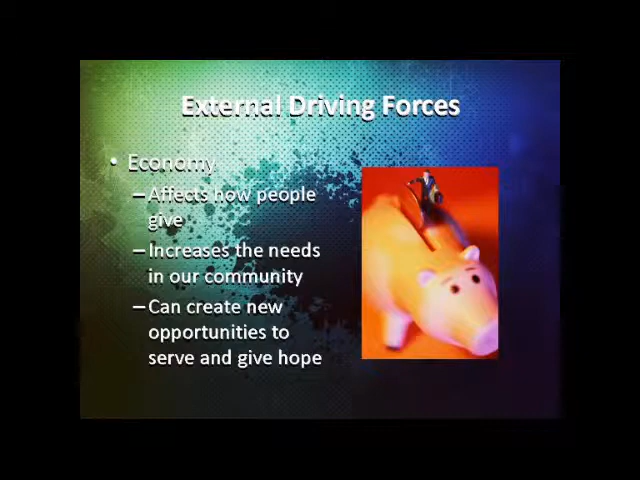 External Driving Forces
• Economy
– Affects how people
give
– Increases the needs
in our community
– Can create new
opportunities to
serve and give hope